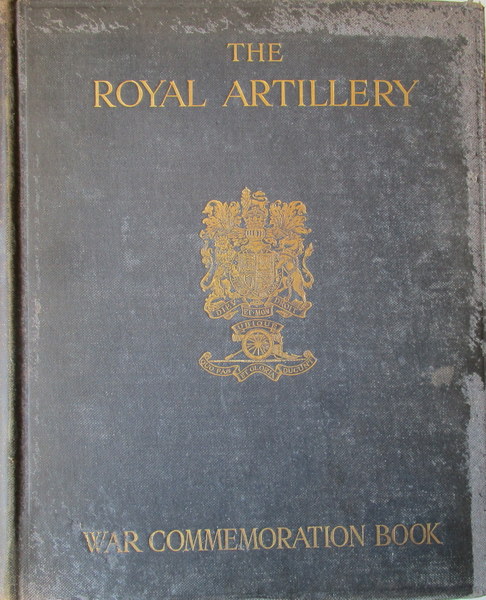 THE
ROYAL ARTILLERY
DIEU ET MON DROIT
UBIQUE
QUO FAS ET GLORIA DUCUNT
WAR COMMEMORATION BOOK